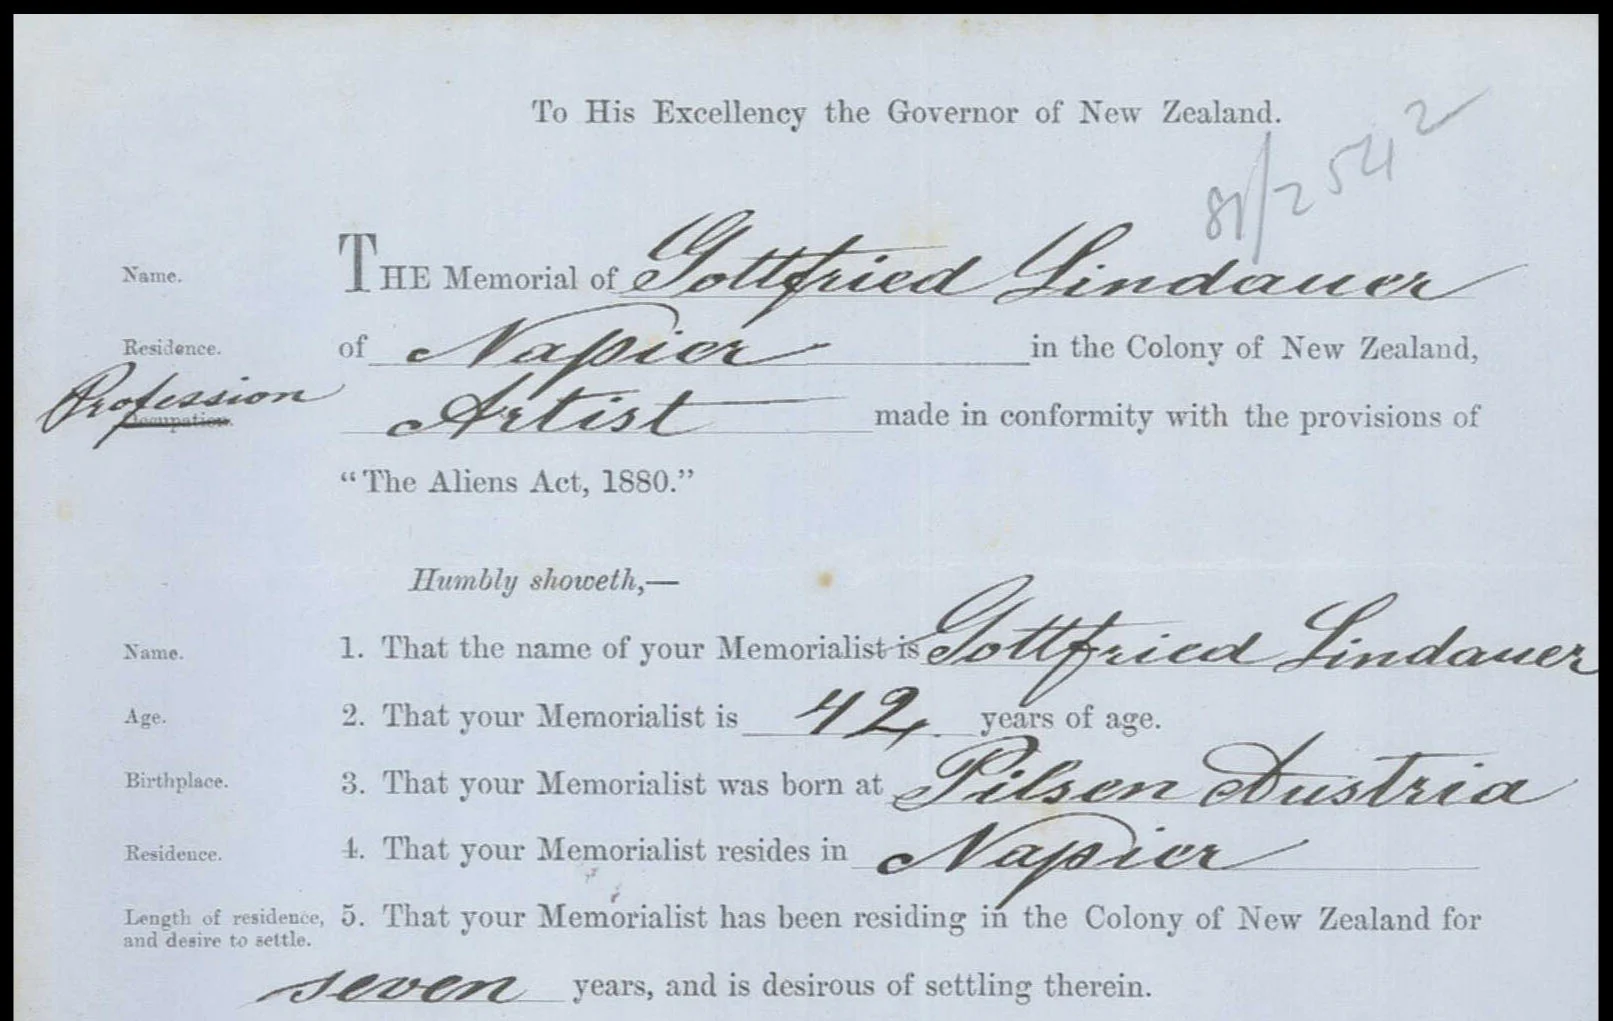 To His Excellency the Governor of New Zealand.
81/2542
Name. THE Memorial of Gottfried Lindauer
Residence. of Napier in the Colony of New Zealand,
Profession
Occupation. Artist made in conformity with the provisions of
"The Aliens Act, 1880."
Humbly showeth,—
Name. 1. That the name of your Memorialist is Gottfried Lindauer
Age. 2. That your Memorialist is 42 years of age.
Birthplace. 3. That your Memorialist was born at Pilsen Austria
Residence. 4. That your Memorialist resides in Napier
Length of residence, 5. That your Memorialist has been residing in the Colony of New Zealand for
and desire to settle.
seven years, and is desirous of settling therein.